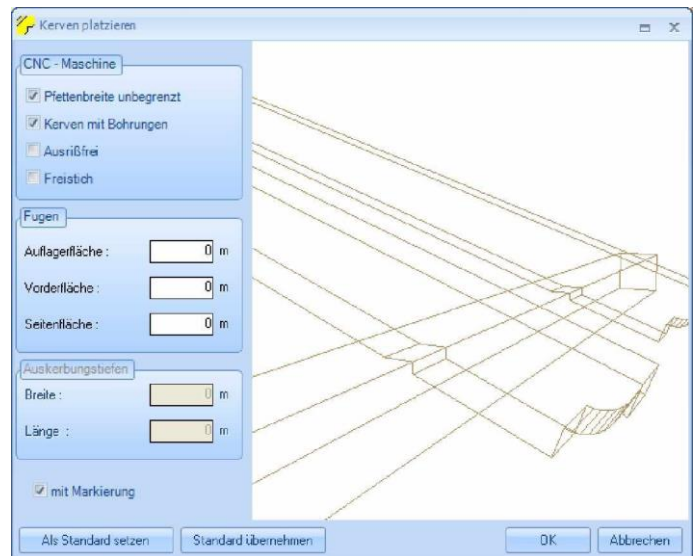 Kerven platzieren
CNC - Maschine
Pfettenbreite unbegrenzt
Kerven mit Bohrungen
Ausrißfrei
Freistich
Fugen
Auflagerfläche : 0 m
Vorderfläche : 0 m
Seitenfläche : 0 m
Auskerbungstiefen
Breite : 0 m
Länge : 0 m
mit Markierung
Als Standard setzen Standard übernehmen OK Abbrechen